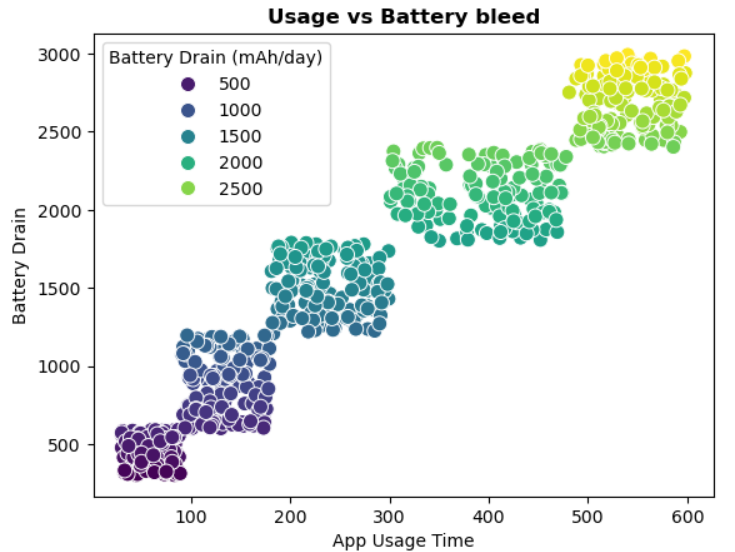 Usage vs Battery bleed
Battery Drain (mAh/day)
500
1000
1500
2000
2500
3000
2500
2000
1500
1000
500
Battery Drain
100 200 300 400 500 600
App Usage Time